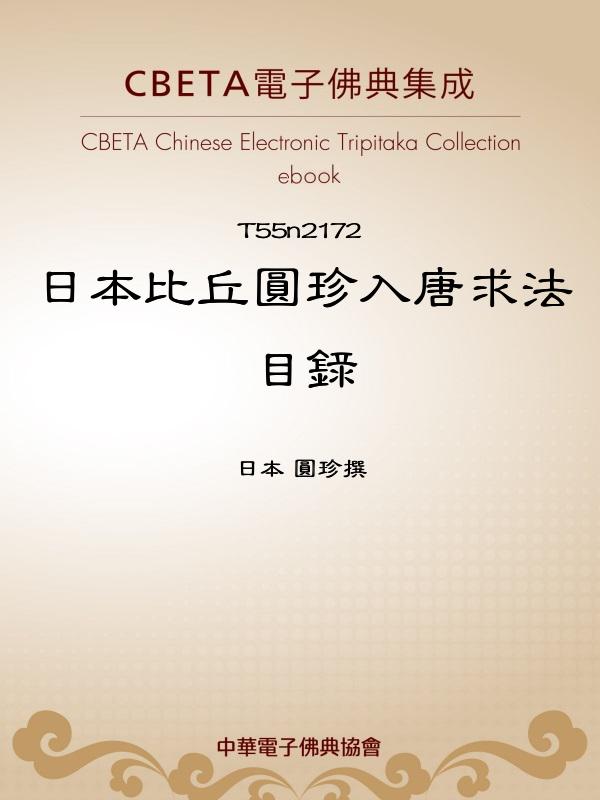 CBETA電子佛典集成
CBETA Chinese Electronic Tripitaka Collection
ebook
T55n2172
日本比丘圓珍入唐求法
目錄
日本 圓珍撰
中華電子佛典協會